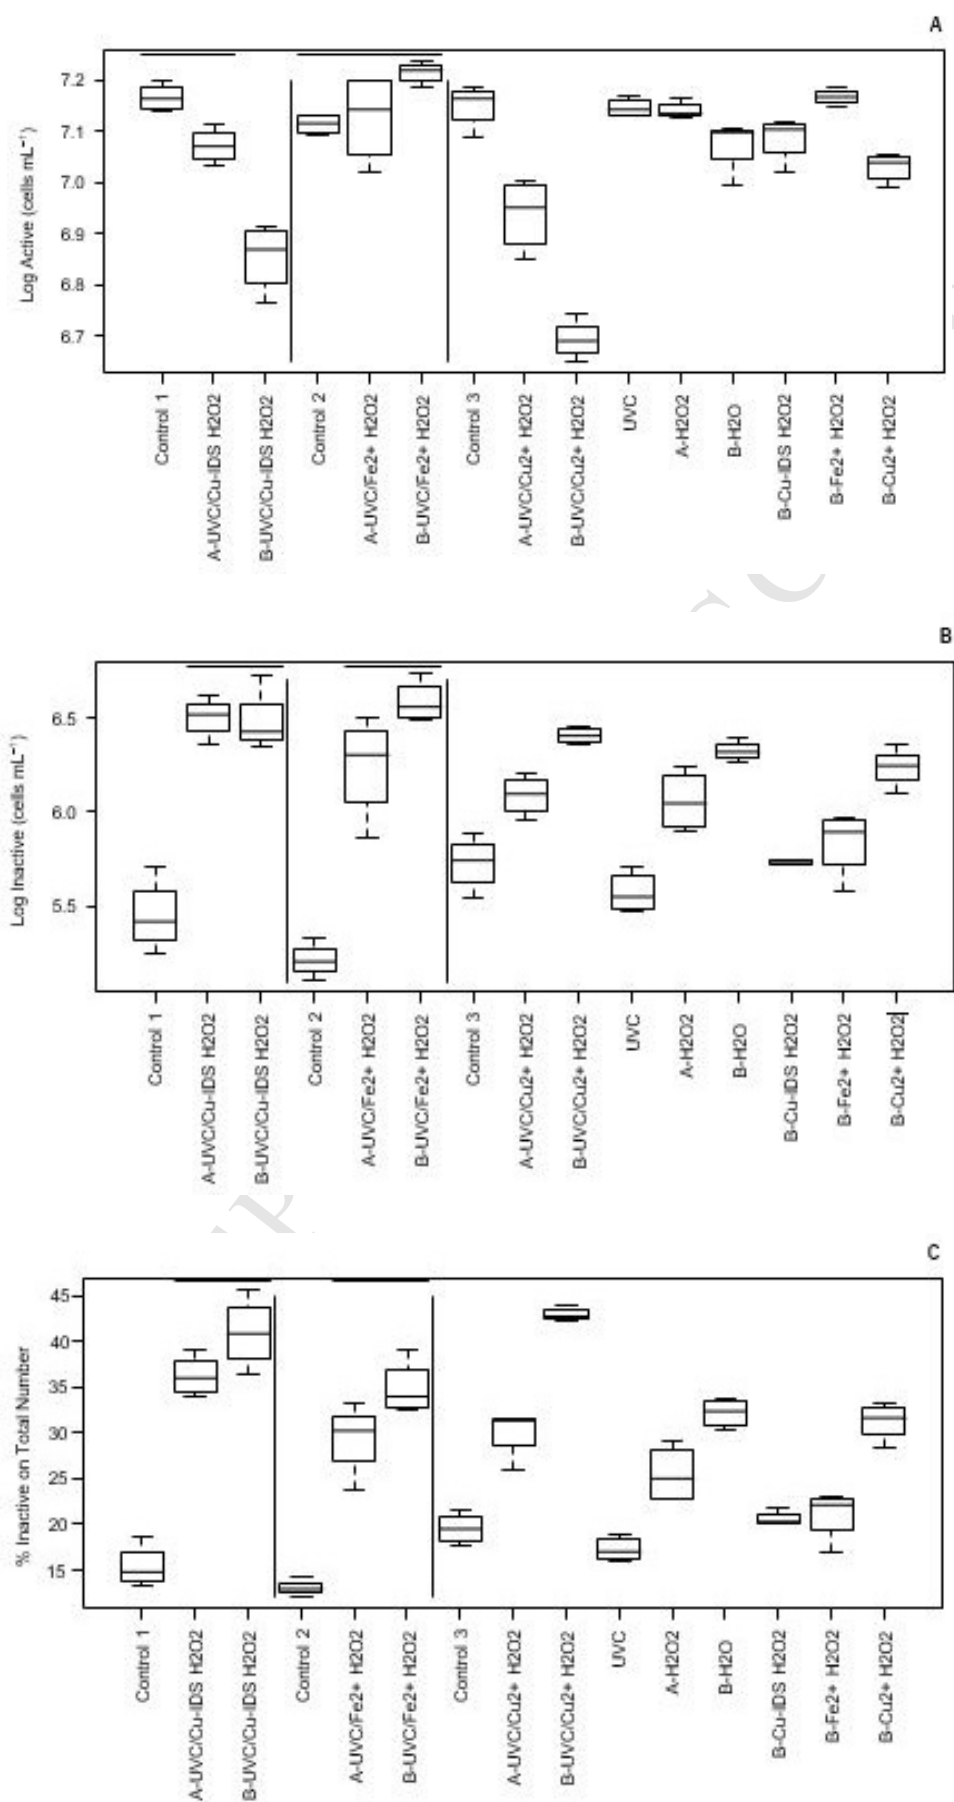 A
Log Active (cells mL⁻¹)
7.2
7.1
7.0
6.9
6.8
6.7
Control 1
A-UVC/Cu-IDS H2O2
B-UVC/Cu-IDS H2O2
Control 2
A-UVC/Fe2+ H2O2
B-UVC/Fe2+ H2O2
Control 3
A-UVC/Cu2+ H2O2
B-UVC/Cu2+ H2O2
UVC
A-H2O2
B-H2O
B-Cu-IDS H2O2
B-Fe2+ H2O2
B-Cu2+ H2O2
B
Log Inactive (cells mL⁻¹)
6.5
6.0
5.5
Control 1
A-UVC/Cu-IDS H2O2
B-UVC/Cu-IDS H2O2
Control 2
A-UVC/Fe2+ H2O2
B-UVC/Fe2+ H2O2
Control 3
A-UVC/Cu2+ H2O2
B-UVC/Cu2+ H2O2
UVC
A-H2O2
B-H2O
B-Cu-IDS H2O2
B-Fe2+ H2O2
B-Cu2+ H2O2
C
% Inactive on Total Number
45
40
35
30
25
20
15
Control 1
A-UVC/Cu-IDS H2O2
B-UVC/Cu-IDS H2O2
Control 2
A-UVC/Fe2+ H2O2
B-UVC/Fe2+ H2O2
Control 3
A-UVC/Cu2+ H2O2
B-UVC/Cu2+ H2O2
UVC
A-H2O2
B-H2O
B-Cu-IDS H2O2
B-Fe2+ H2O2
B-Cu2+ H2O2